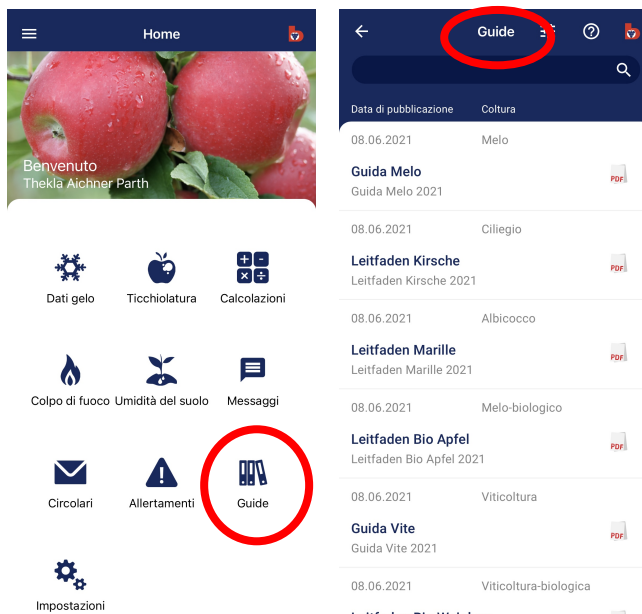 Home
Benvenuto
Thekla Aichner Parth
Dati gelo
Ticchiolatura
Calcolazioni
Colpo di fuoco
Umidità del suolo
Messaggi
Circolari
Allertamenti
Guide
Impostazioni
Guide
Data di pubblicazione Coltura
08.06.2021 Melo
Guida Melo
PDF
Guida Melo 2021
08.06.2021 Ciliegio
Leitfaden Kirsche
PDF
Leitfaden Kirsche 2021
08.06.2021 Albicocco
Leitfaden Marille
PDF
Leitfaden Marille 2021
08.06.2021 Melo-biologico
Leitfaden Bio Apfel
PDF
Leitfaden Bio Apfel 2021
08.06.2021 Viticoltura
Guida Vite
PDF
Guida Vite 2021
08.06.2021 Viticoltura-biologica